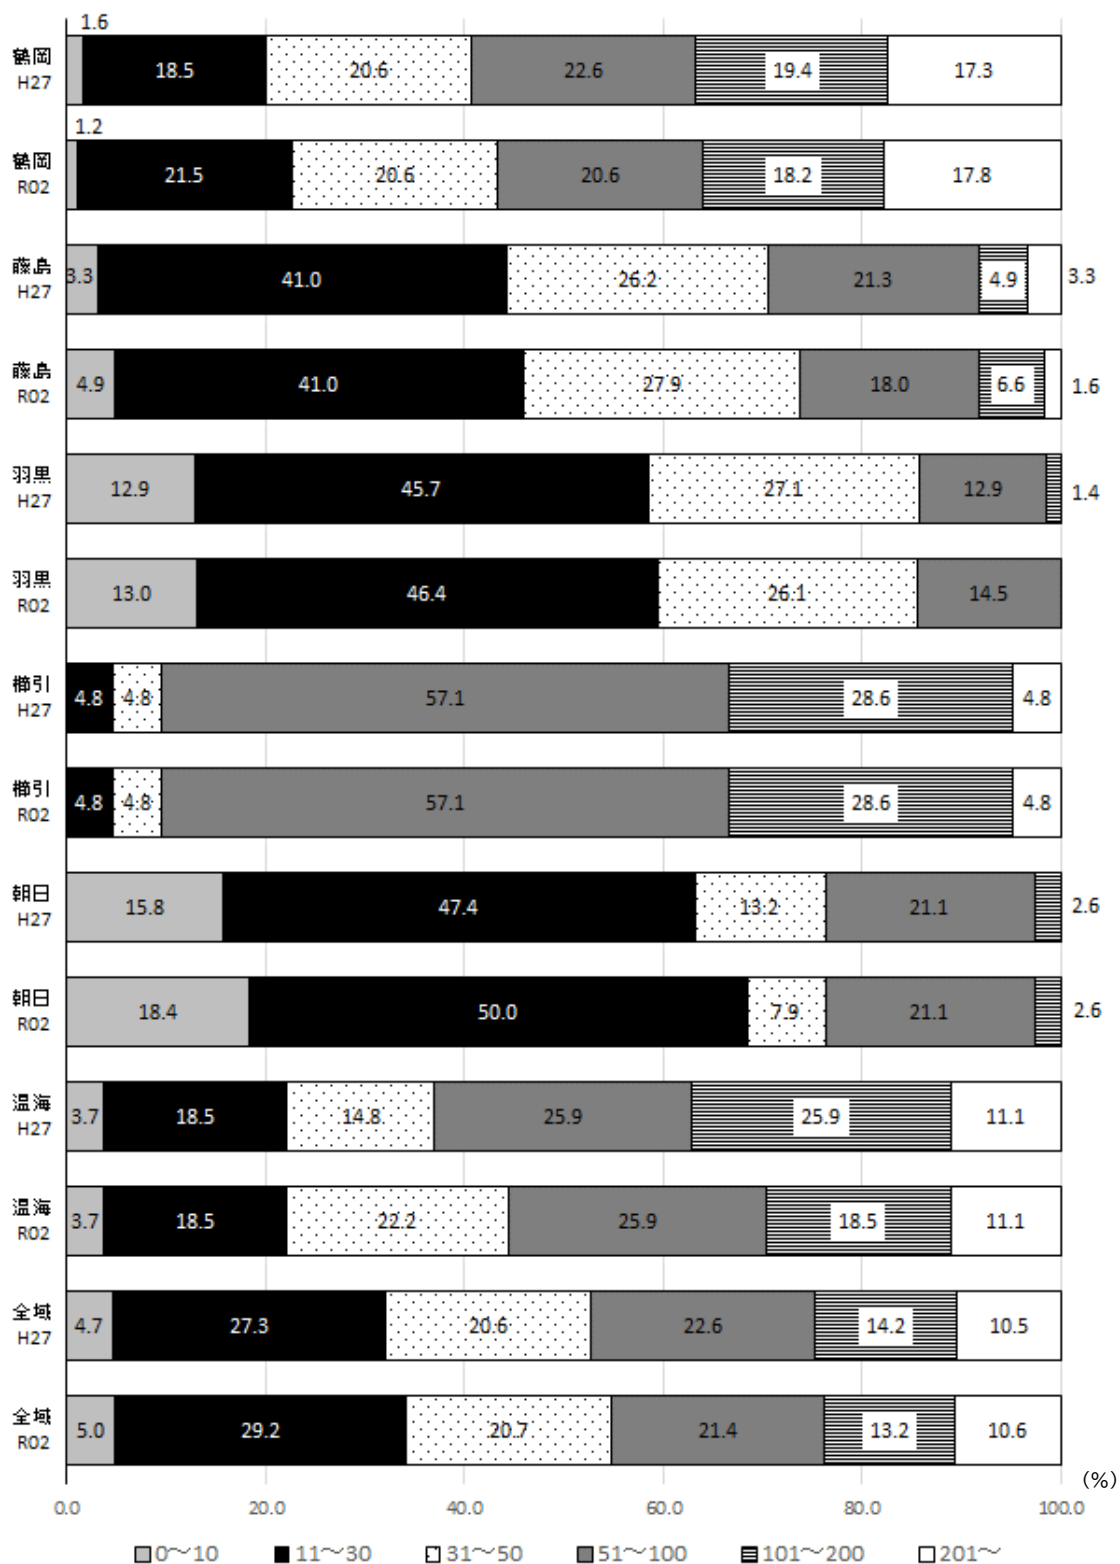 1.6
鶴岡
H27
18.5 20.6 22.6 19.4 17.3
1.2
鶴岡
R02
21.5 20.6 20.6 18.2 17.8
藤島
H27
3.3 41.0 26.2 21.3 4.9 3.3
藤島
R02
4.9 41.0 27.9 18.0 6.6 1.6
羽黒
H27
12.9 45.7 27.1 12.9 1.4
羽黒
R02
13.0 46.4 26.1 14.5
櫛引
H27
4.8 4.8 57.1 28.6 4.8
櫛引
R02
4.8 4.8 57.1 28.6 4.8
朝日
H27
15.8 47.4 13.2 21.1 2.6
朝日
R02
18.4 50.0 7.9 21.1 2.6
温海
H27
3.7 18.5 14.8 25.9 25.9 11.1
温海
R02
3.7 18.5 22.2 25.9 18.5 11.1
全域
H27
4.7 27.3 20.6 22.6 14.2 10.5
全域
R02
5.0 29.2 20.7 21.4 13.2 10.6
(%)
0.0 20.0 40.0 60.0 80.0 100.0
0～10 11～30 31～50 51～100 101～200 201～